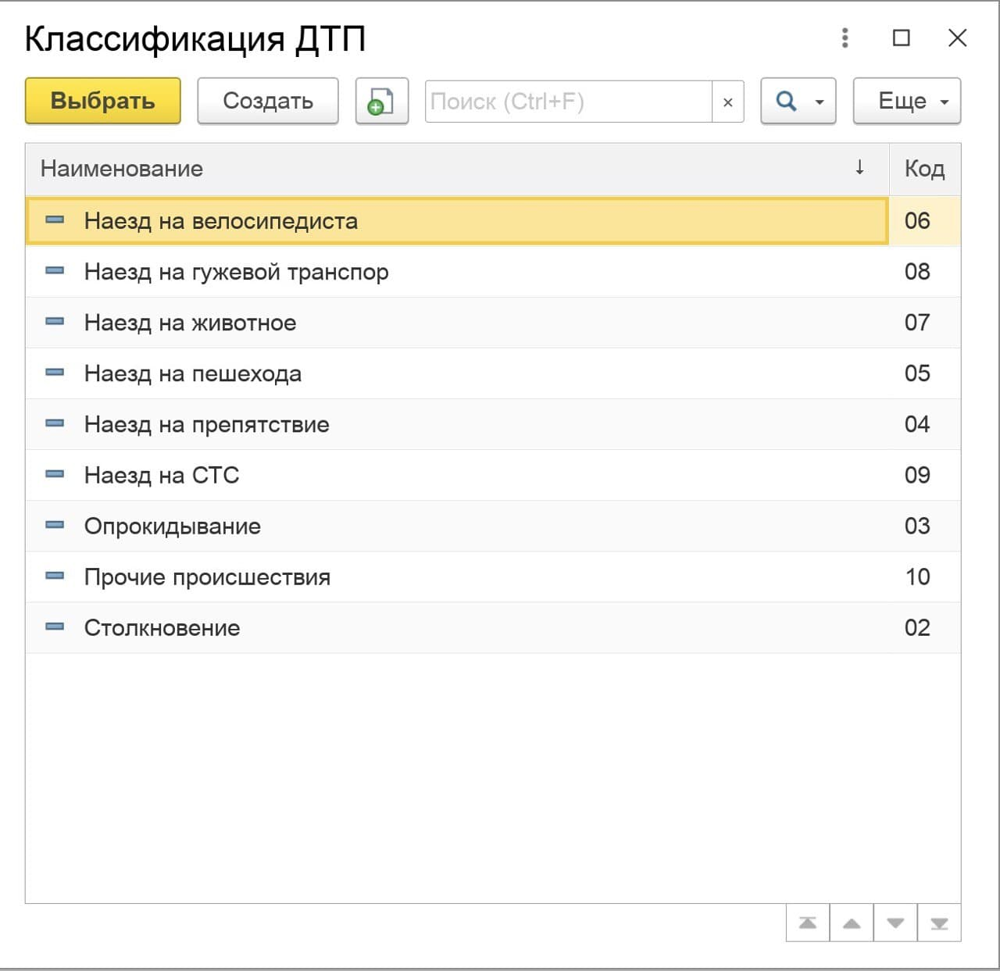 Классификация ДТП
Выбрать Создать Поиск (Ctrl+F) × Еще
Наименование ↓ Код
Наезд на велосипедиста 06
Наезд на гужевой транспор 08
Наезд на животное 07
Наезд на пешехода 05
Наезд на препятствие 04
Наезд на СТС 09
Опрокидывание 03
Прочие происшествия 10
Столкновение 02